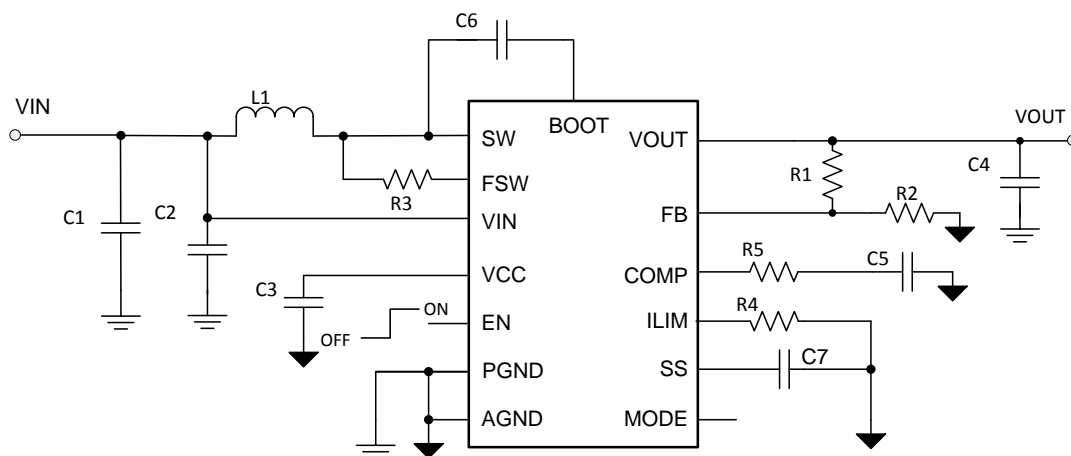 C6
VIN
L1
BOOT
SW
VOUT
VOUT
R1
C4
FSW
R3
R2
C1
C2
VIN
FB
C3
VCC
COMP
R5
C5
ON
OFF
EN
ILIM
R4
PGND
SS
C7
AGND
MODE